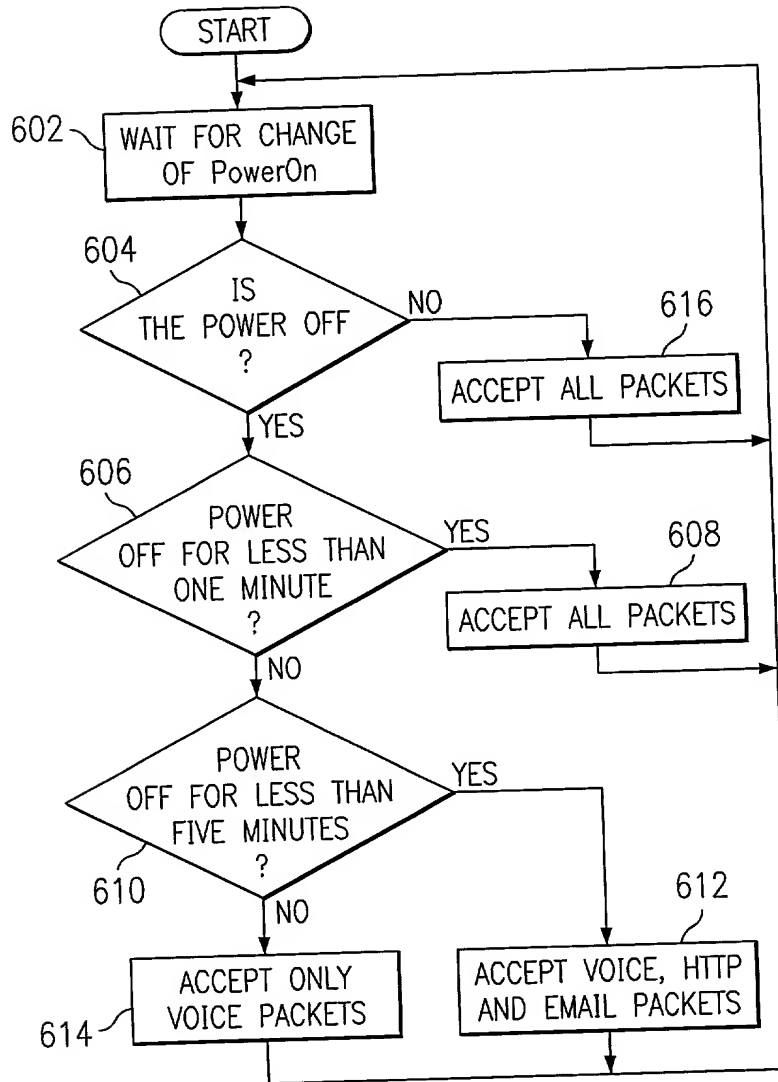 START
602
WAIT FOR CHANGE
OF PowerOn
604
IS
THE POWER OFF
?
NO
616
ACCEPT ALL PACKETS
YES
606
POWER
OFF FOR LESS THAN
ONE MINUTE
?
YES
608
ACCEPT ALL PACKETS
NO
POWER
OFF FOR LESS THAN
FIVE MINUTES
?
YES
610
NO
612
ACCEPT ONLY
VOICE PACKETS
614
ACCEPT VOICE, HTTP
AND EMAIL PACKETS